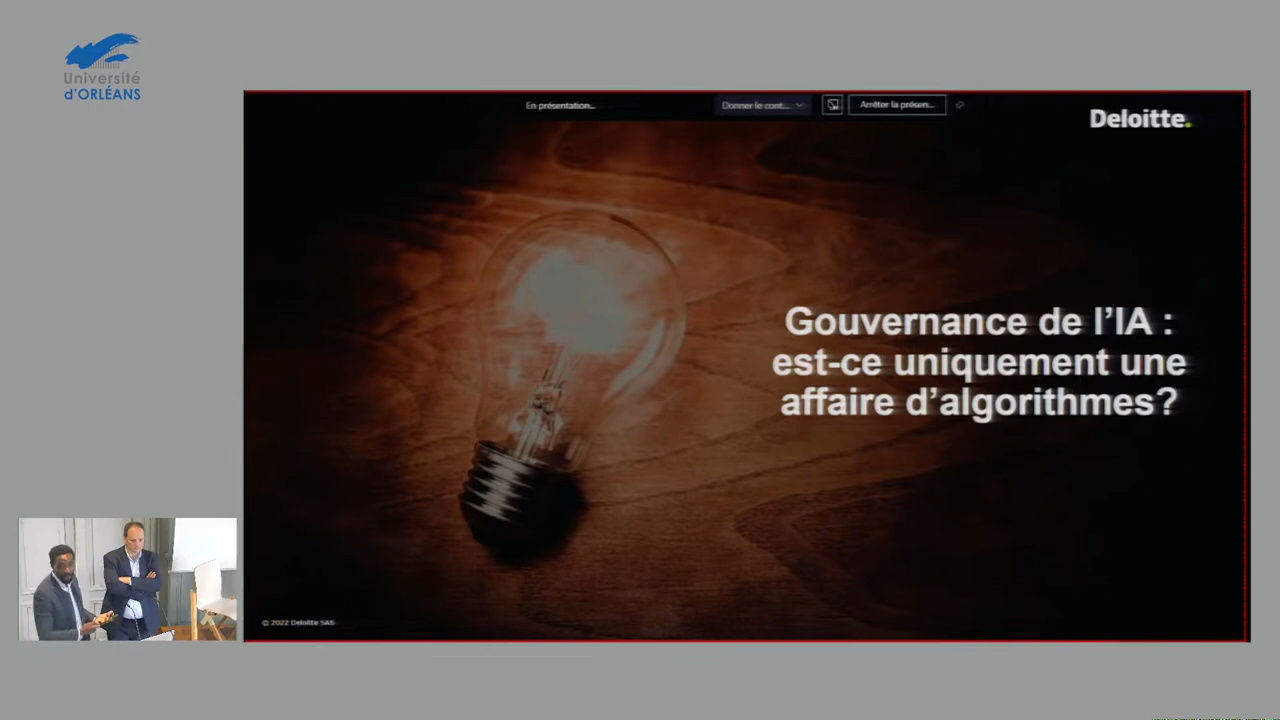 Université
d'ORLÉANS
En présentation...
Donner le cont...
Arrêter la présen...
Deloitte.
Gouvernance de l'IA :
est-ce uniquement une
affaire d'algorithmes?
© 2022 Deloitte SAS